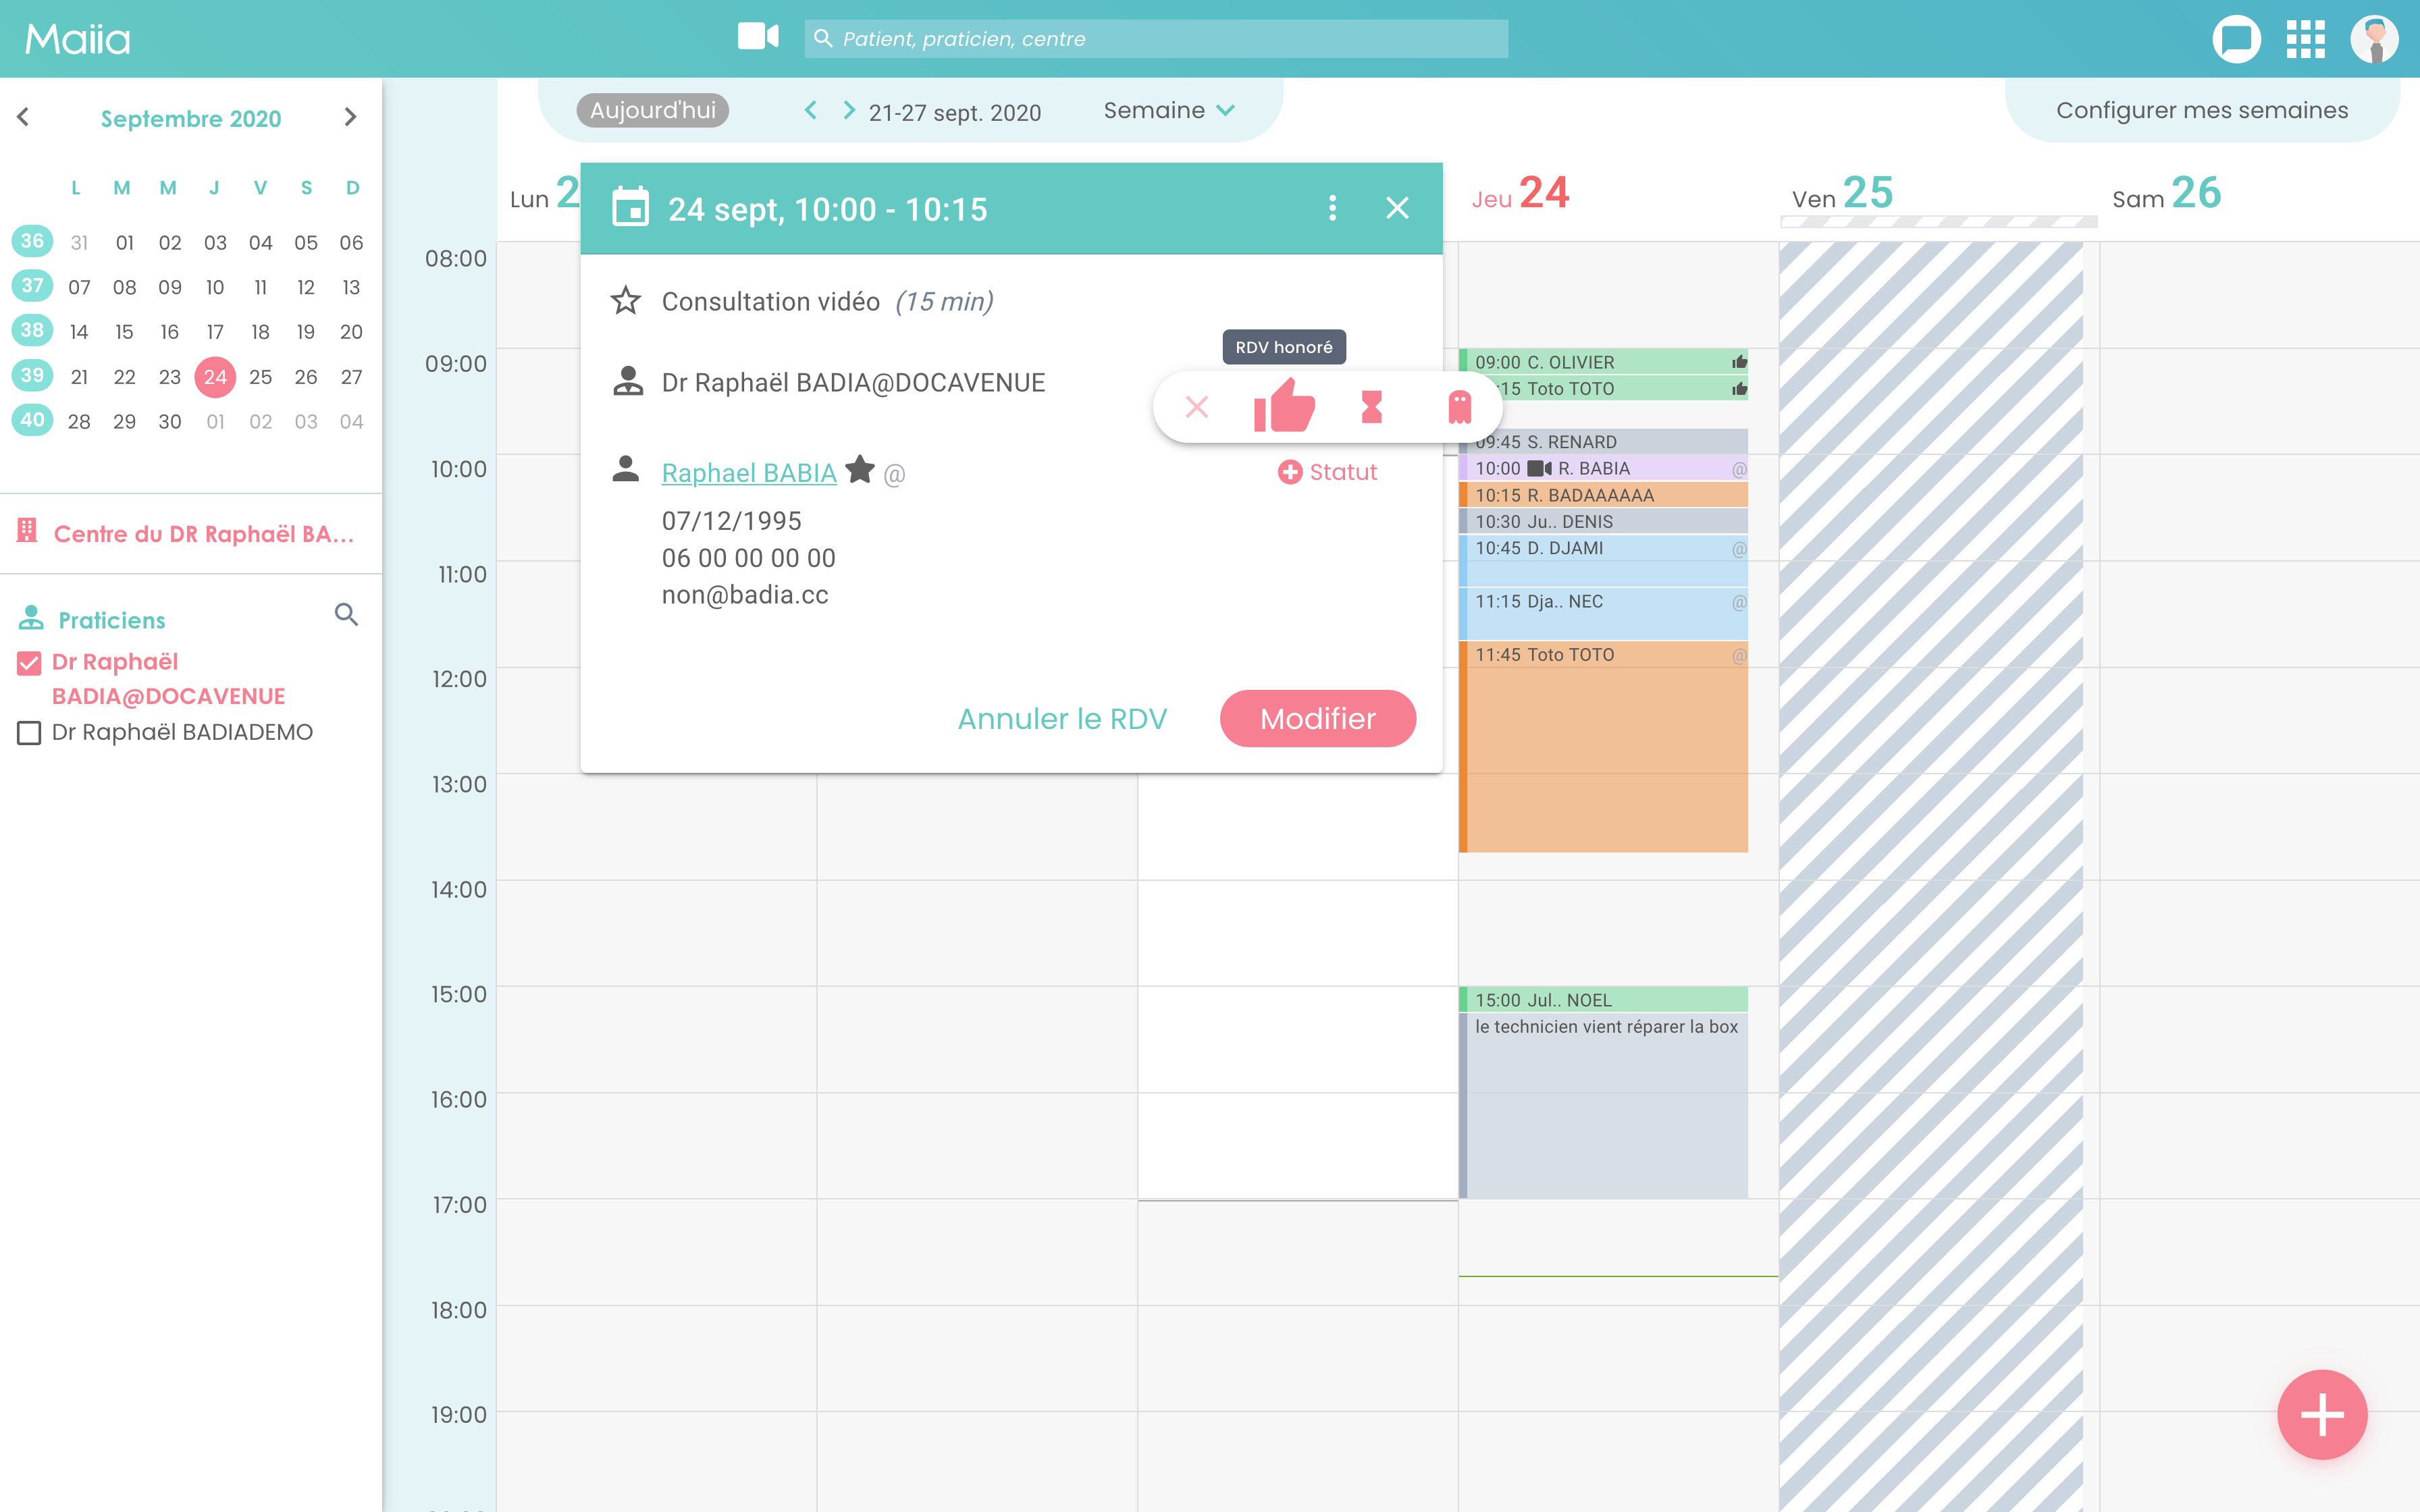 Maiia
Patient, praticien, centre
Septembre 2020
L M M J V S D
36 31 01 02 03 04 05 06
37 07 08 09 10 11 12 13
38 14 15 16 17 18 19 20
39 21 22 23 24 25 26 27
40 28 29 30 01 02 03 04
Centre du DR Raphaël BA...
Praticiens
Dr Raphaël
BADIA@DOCAVENUE
Dr Raphaël BADIADEMO
Aujourd'hui
21-27 sept. 2020
Semaine
Configurer mes semaines
Lun 2
Jeu 24
Ven 25
Sam 26
08:00
09:00
10:00
11:00
12:00
13:00
14:00
15:00
16:00
17:00
18:00
19:00
24 sept, 10:00 - 10:15
Consultation vidéo (15 min)
RDV honoré
Dr Raphaël BADIA@DOCAVENUE
Raphael BABIA @
Statut
07/12/1995
06 00 00 00 00
non@badia.cc
Annuler le RDV
Modifier
09:00 C. OLIVIER
:15 Toto TOTO
09:45 S. RENARD
10:00 R. BABIA @
10:15 R. BADAAAAAA
10:30 Ju.. DENIS
10:45 D. DJAMI @
11:15 Dja.. NEC @
11:45 Toto TOTO @
15:00 Jul.. NOEL
le technicien vient réparer la box